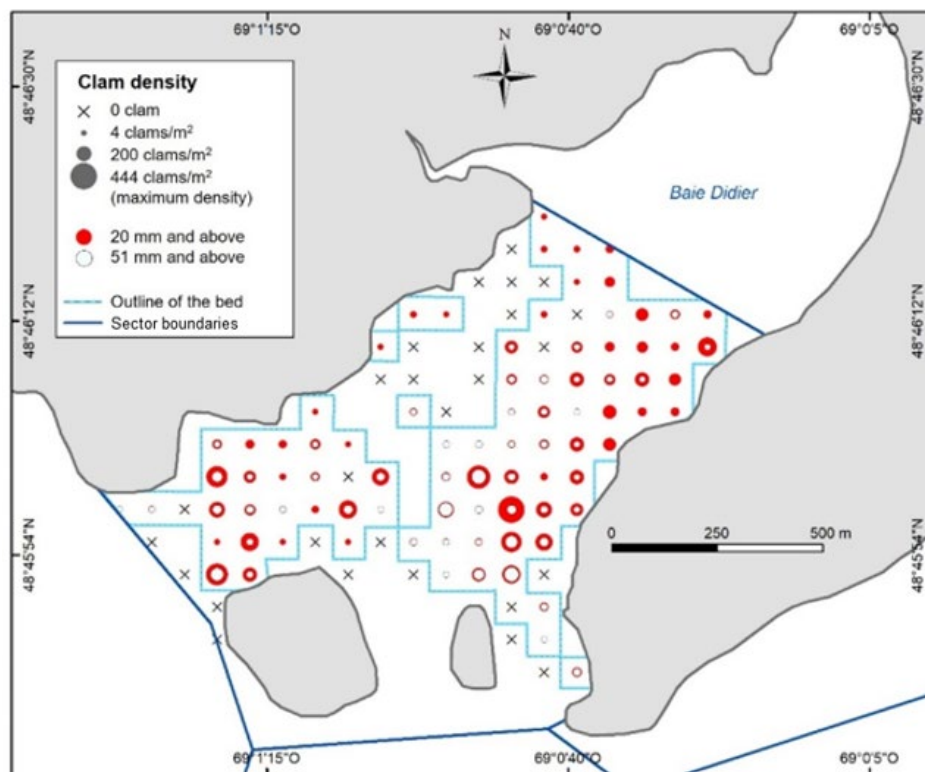 69°1'15"O
69°0'40"O
69°0'5"O
48°46'30"N
48°46'30"N
N
Clam density
0 clam
4 clams/m²
200 clams/m²
444 clams/m²
(maximum density)
20 mm and above
51 mm and above
Outline of the bed
Sector boundaries
Baie Didier
48°46'12"N
48°46'12"N
0
250
500 m
48°45'54"N
48°45'54"N
69°1'15"O
69°0'40"O
69°0'5"O